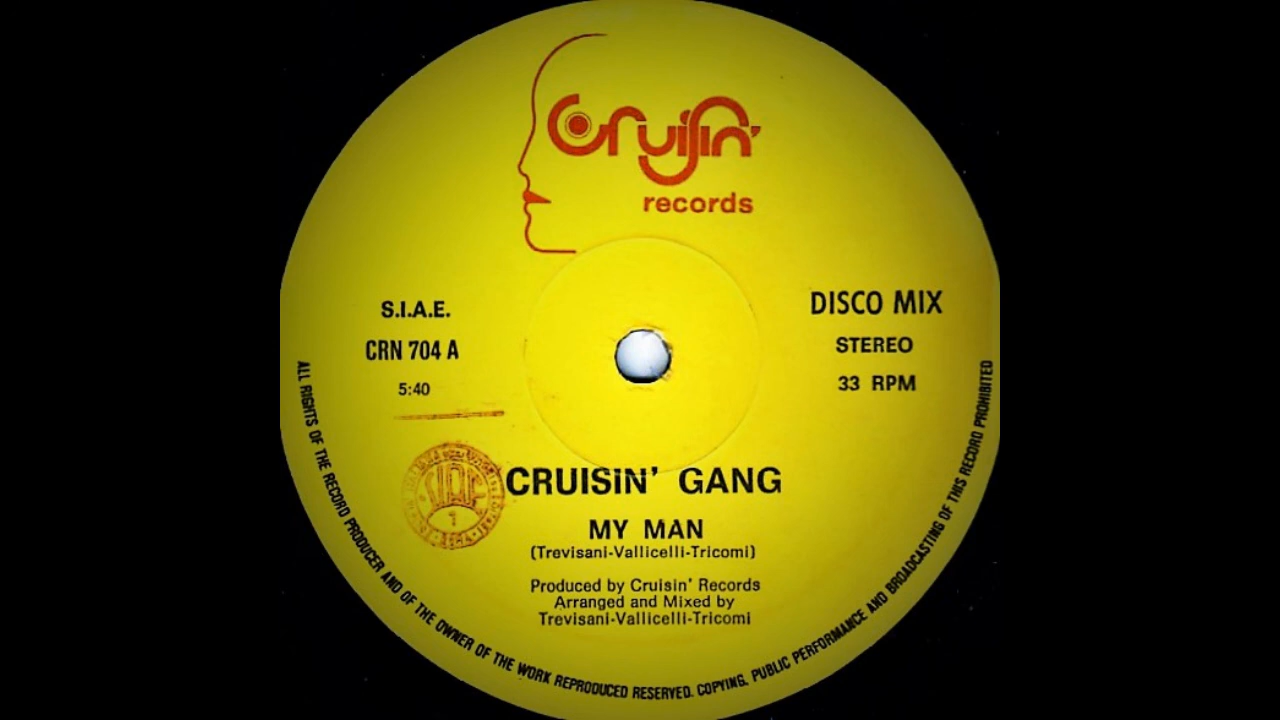 Cruisin'
records
S.I.A.E.
CRN 704 A
5:40
DISCO MIX
STEREO
33 RPM
CRUISIN' GANG
MY MAN
(Trevisani-Vallicelli-Tricomi)
Produced by Cruisin' Records
Arranged and Mixed by
Trevisani-Vallicelli-Tricomi
ALL RIGHTS OF THE RECORD PRODUCER AND OF THE OWNER OF THE WORK REPRODUCED RESERVED. COPYING, PUBLIC PERFORMANCE AND BROADCASTING OF THIS RECORD PROHIBITED